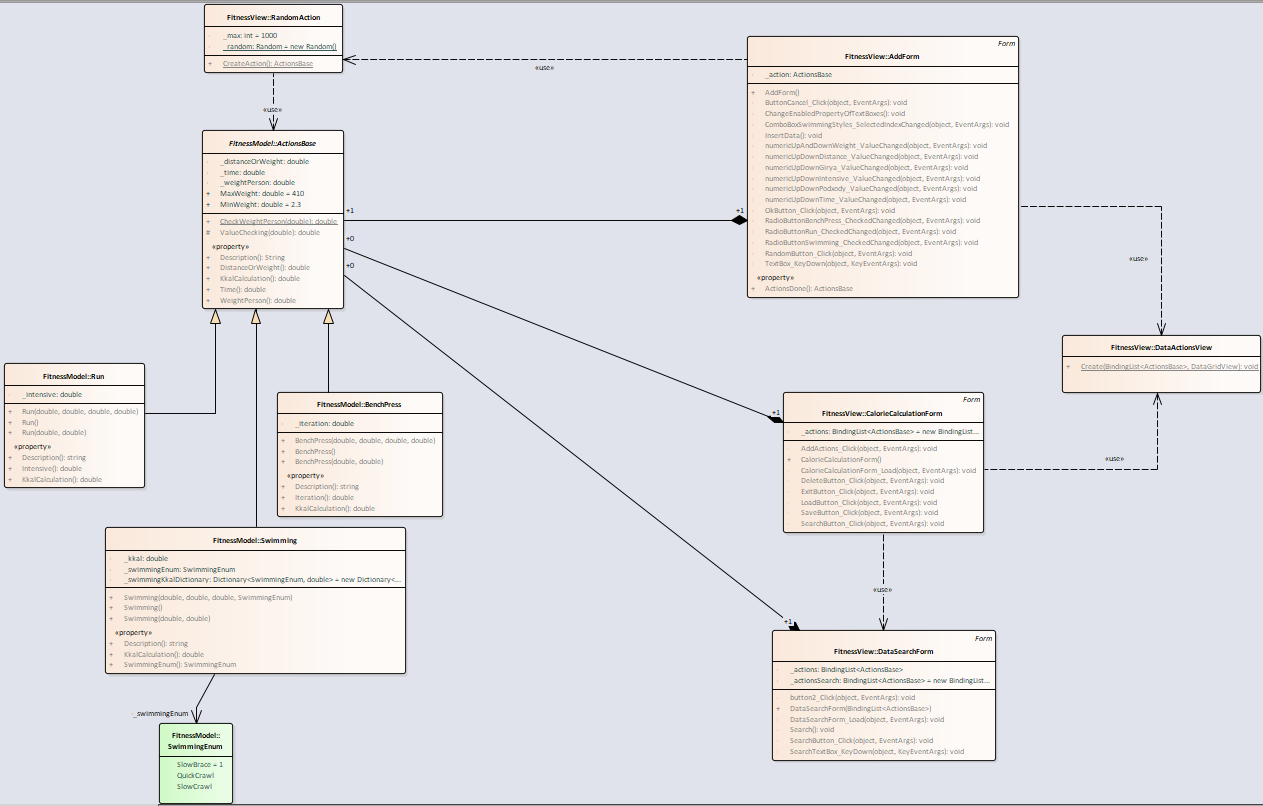 FitnessView::RandomAction
_max: int = 1000
_random: Random = new Random()
+ CreateAction(): ActionsBase
«use»
«use»
Form
FitnessView::AddForm
_action: ActionsBase
+ AddForm()
ButtonCancel_Click(object, EventArgs): void
ChangeEnabledPropertyOfTextBoxes(): void
ComboBoxSwimmingStyles_SelectedIndexChanged(object, EventArgs): void
InsertData(): void
numericUpAndDownWeight_ValueChanged(object, EventArgs): void
numericUpDownDistance_ValueChanged(object, EventArgs): void
numericUpDownGirya_ValueChanged(object, EventArgs): void
numericUpDownIntensive_ValueChanged(object, EventArgs): void
numericUpDownPodxody_ValueChanged(object, EventArgs): void
numericUpDownTime_ValueChanged(object, EventArgs): void
OkButton_Click(object, EventArgs): void
RadioButtonBenchPress_CheckedChanged(object, EventArgs): void
RadioButtonRun_CheckedChanged(object, EventArgs): void
RadioButtonSwimming_CheckedChanged(object, EventArgs): void
RandomButton_Click(object, EventArgs): void
TextBox_KeyDown(object, KeyEventArgs): void
«property»
+ ActionsDone(): ActionsBase
FitnessModel::ActionsBase
_distanceOrWeight: double
_time: double
_weightPerson: double
+ MaxWeight: double = 410
+ MinWeight: double = 2.3
+ CheckWeightPerson(double): double
# ValueChecking(double): double
«property»
+ Description(): String
+ DistanceOrWeight(): double
+ KkalCalculation(): double
+ Time(): double
+ WeightPerson(): double
+1
+1
+0
+0
«use»
FitnessView::DataActionsView
+ Create(BindingList<ActionsBase>, DataGridView): void
FitnessModel::Run
_intensive: double
+ Run(double, double, double, double)
+ Run()
+ Run(double, double)
«property»
+ Description(): string
+ Intensive(): double
+ KkalCalculation(): double
FitnessModel::BenchPress
_iteration: double
+ BenchPress(double, double, double, double)
+ BenchPress()
+ BenchPress(double, double)
«property»
+ Description(): string
+ Iteration(): double
+ KkalCalculation(): double
+1
Form
FitnessView::CalorieCalculationForm
_actions: BindingList<ActionsBase> = new BindingList...
AddActions_Click(object, EventArgs): void
+ CalorieCalculationForm()
CalorieCalculationForm_Load(object, EventArgs): void
DeleteButton_Click(object, EventArgs): void
ExitButton_Click(object, EventArgs): void
LoadButton_Click(object, EventArgs): void
SaveButton_Click(object, EventArgs): void
SearchButton_Click(object, EventArgs): void
«use»
FitnessModel::Swimming
_kkal: double
_swimmingEnum: SwimmingEnum
_swimmingKkalDictionary: Dictionary<SwimmingEnum, double> = new Dictionary<...
+ Swimming(double, double, double, SwimmingEnum)
+ Swimming()
+ Swimming(double, double)
«property»
+ Description(): string
+ KkalCalculation(): double
+ SwimmingEnum(): SwimmingEnum
«use»
+1
Form
FitnessView::DataSearchForm
_actions: BindingList<ActionsBase>
_actionsSearch: BindingList<ActionsBase> = new BindingList...
button2_Click(object, EventArgs): void
+ DataSearchForm(BindingList<ActionsBase>)
DataSearchForm_Load(object, EventArgs): void
Search(): void
SearchButton_Click(object, EventArgs): void
SearchTextBox_KeyDown(object, KeyEventArgs): void
_swimmingEnum
FitnessModel::
SwimmingEnum
SlowBrace = 1
QuickCrawl
SlowCrawl